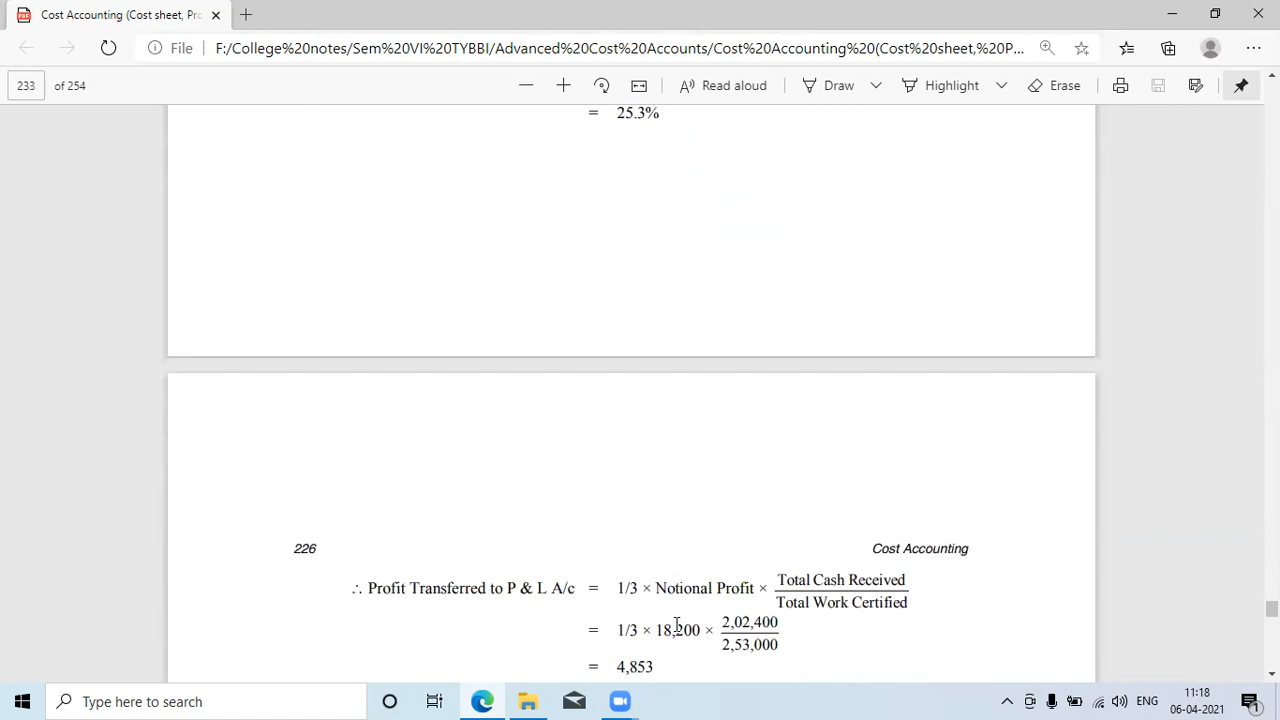 Cost Accounting (Cost sheet, Pro
File F:/College%20notes/Sem%20VI%20TYBBI/Advanced%20Cost%20Accounts/Cost%20Accounting%20(Cost%20sheet,%20P...
233 of 254 Read aloud Draw Highlight Erase
= 25.3%
226 Cost Accounting
∴ Profit Transferred to P & L A/c = 1/3 × Notional Profit × Total Cash Received / Total Work Certified
= 1/3 × 18,200 × 2,02,400 / 2,53,000
= 4,853
Type here to search
ENG 11:18
06-04-2021
1